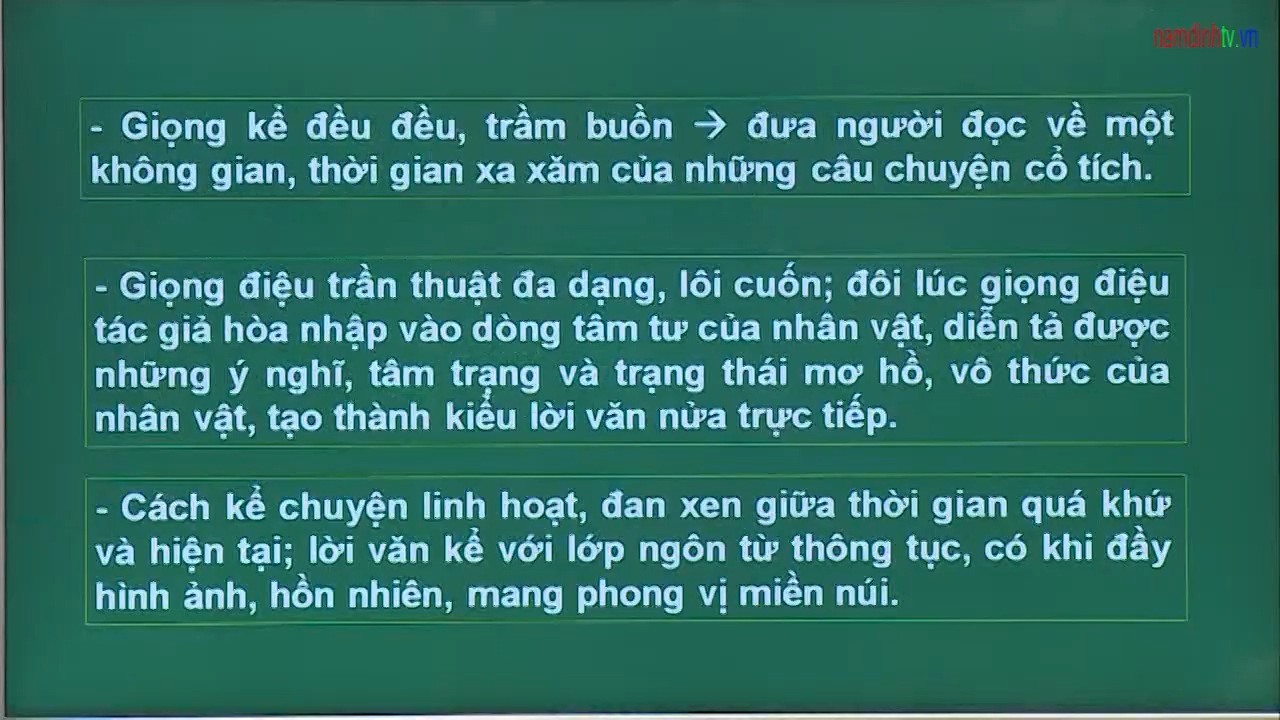 namdinhtv.vn
- Giọng kể đều đều, trầm buồn → đưa người đọc về một
không gian, thời gian xa xăm của những câu chuyện cổ tích.
- Giọng điệu trần thuật đa dạng, lôi cuốn; đôi lúc giọng điệu
tác giả hòa nhập vào dòng tâm tư của nhân vật, diễn tả được
những ý nghĩ, tâm trạng và trạng thái mơ hồ, vô thức của
nhân vật, tạo thành kiểu lời văn nửa trực tiếp.
- Cách kể chuyện linh hoạt, đan xen giữa thời gian quá khứ
và hiện tại; lời văn kể với lớp ngôn từ thông tục, có khi đầy
hình ảnh, hồn nhiên, mang phong vị miền núi.